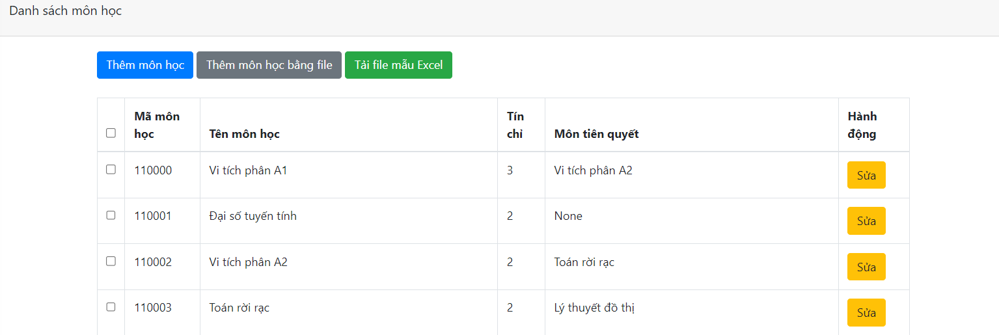 Danh sách môn học
Thêm môn học Thêm môn học bằng file Tải file mẫu Excel
Mã môn học Tên môn học Tín chỉ Môn tiên quyết Hành động
110000 Vi tích phân A1 3 Vi tích phân A2 Sửa
110001 Đại số tuyến tính 2 None Sửa
110002 Vi tích phân A2 2 Toán rời rạc Sửa
110003 Toán rời rạc 2 Lý thuyết đồ thị Sửa